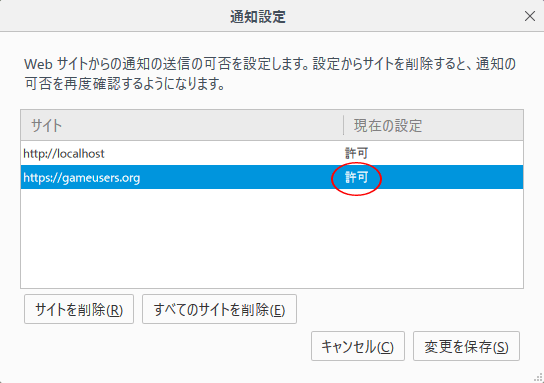 通知設定
Web サイトからの通知の送信の可否を設定します。設定からサイトを削除すると、通知の
可否を再度確認するようになります。
サイト 現在の設定
http://localhost 許可
https://gameusers.org 許可
サイトを削除(R) すべてのサイトを削除(E)
キャンセル(C) 変更を保存(S)